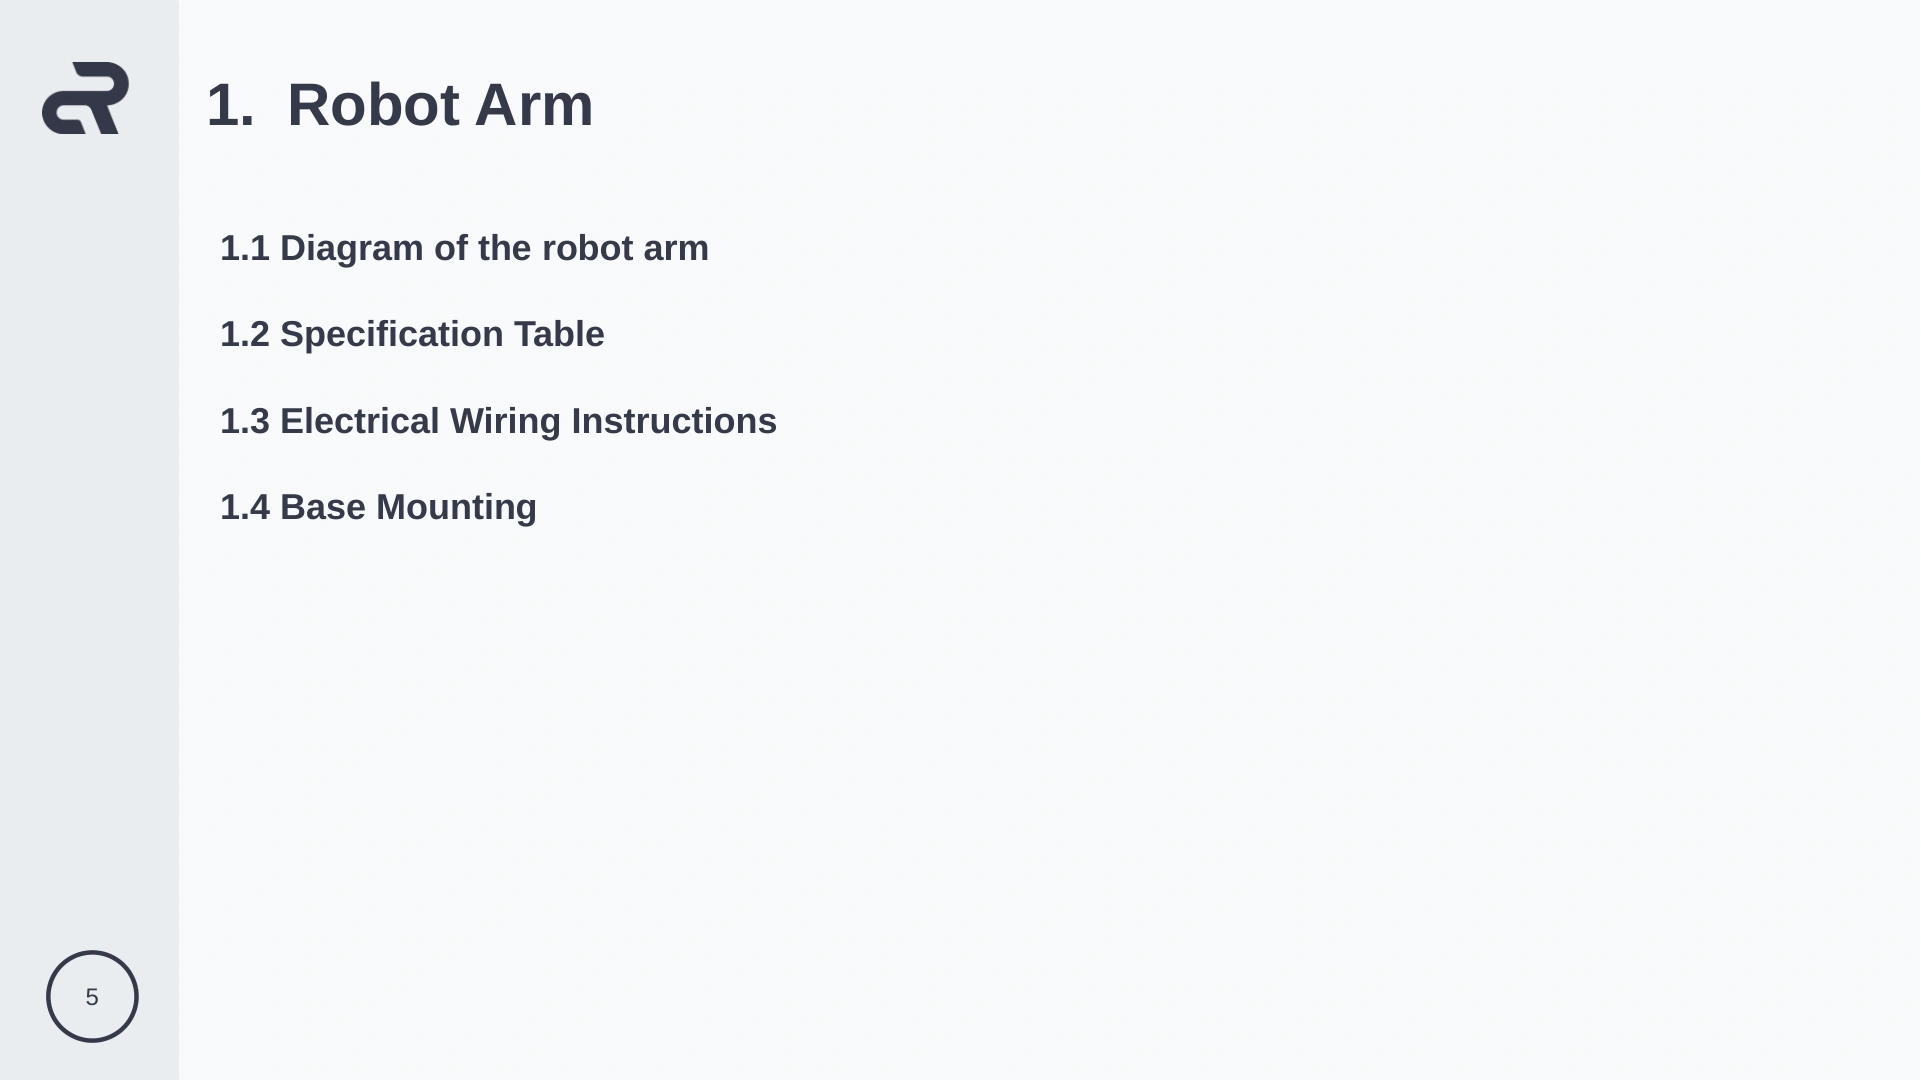 1. Robot Arm
1.1 Diagram of the robot arm
1.2 Specification Table
1.3 Electrical Wiring Instructions
1.4 Base Mounting
5